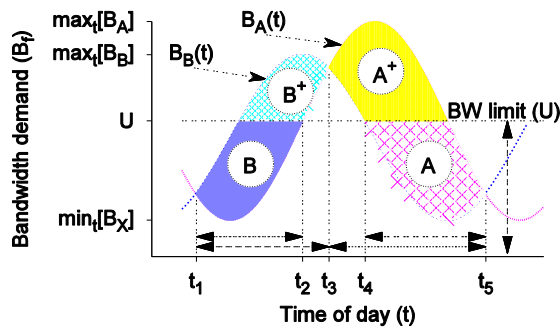 max_t[B_A]
max_t[B_B]
U
min_t[B_X]
Bandwidth demand (B_f)
B_A(t)
B_B(t)
B⁺
A⁺
B
A
BW limit (U)
t_1 t_2 t_3 t_4 t_5
Time of day (t)